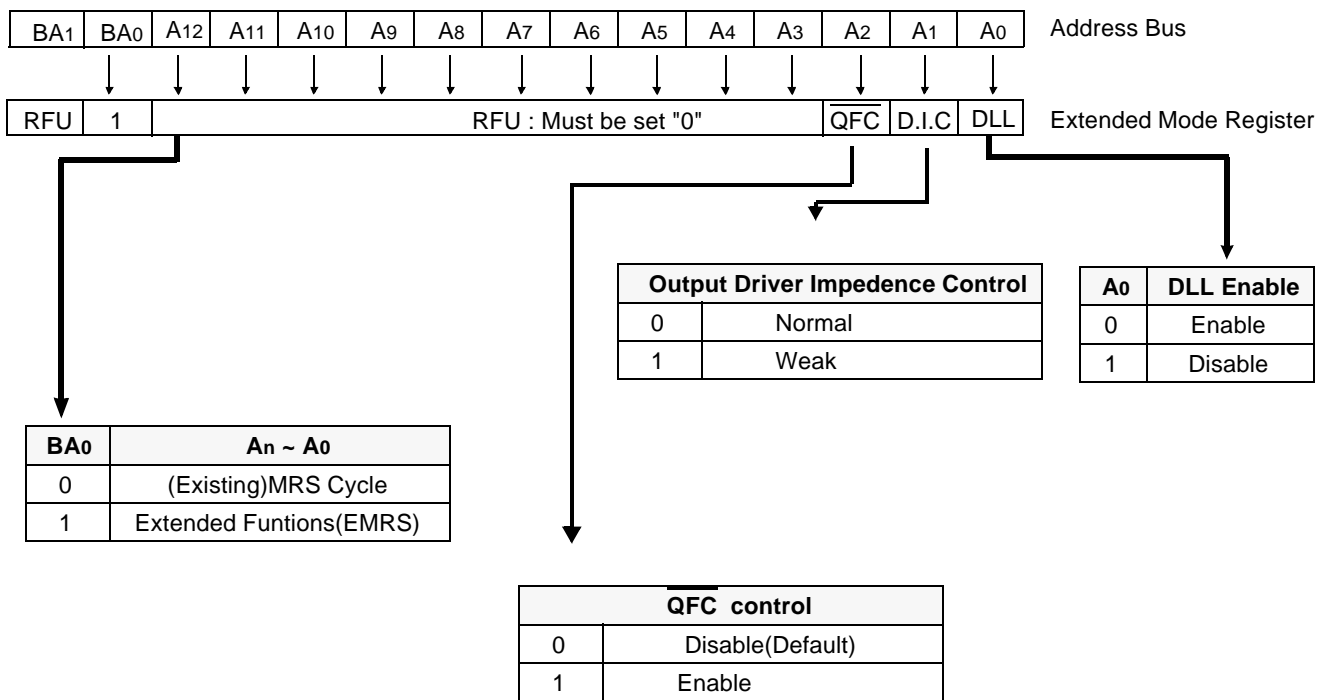 BA1 BA0 A12 A11 A10 A9 A8 A7 A6 A5 A4 A3 A2 A1 A0 Address Bus
RFU 1 RFU : Must be set "0" Q̅F̅C̅ D.I.C DLL Extended Mode Register
Output Driver Impedence Control
0 Normal
1 Weak
A0 DLL Enable
0 Enable
1 Disable
BA0 An ~ A0
0 (Existing)MRS Cycle
1 Extended Funtions(EMRS)
Q̅F̅C̅ control
0 Disable(Default)
1 Enable